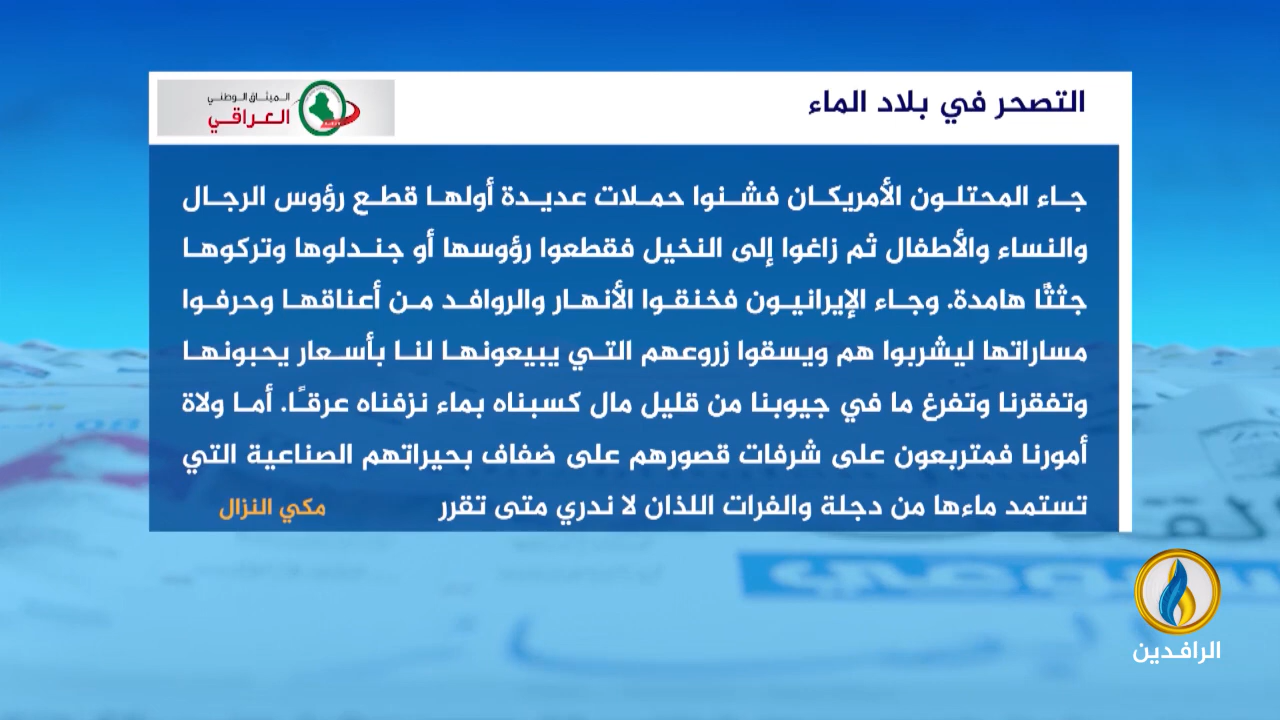 التصحر في بلاد الماء
الميثاق الوطني
العراقي
جاء المحتلون الأمريكان فشنوا حملات عديدة أولها قطع رؤوس الرجال
والنساء والأطفال ثم زاغوا إلى النخيل فقطعوا رؤوسها أو جندلوها وتركوها
جثثًا هامدة. وجاء الإيرانيون فخنقوا الأنهار والروافد من أعناقها وحرفوا
مساراتها ليشربوا هم ويسقوا زروعهم التي يبيعونها لنا بأسعار يحبونها
وتفقرنا وتفرغ ما في جيوبنا من قليل مال كسبناه بماء نزفناه عرقًا. أما ولاة
أمورنا فمتربعون على شرفات قصورهم على ضفاف بحيراتهم الصناعية التي
تستمد ماءها من دجلة والفرات اللذان لا ندري متى تقرر
مكي النزال
الرافدين